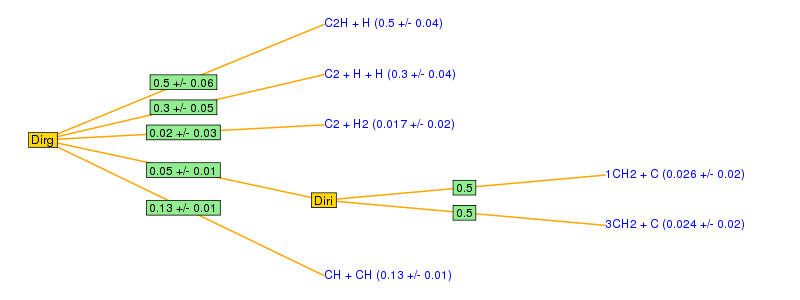 C2H + H (0.5 +/- 0.04)
0.5 +/- 0.06
C2 + H + H (0.3 +/- 0.04)
0.3 +/- 0.05
C2 + H2 (0.017 +/- 0.02)
0.02 +/- 0.03
Dirg
0.05 +/- 0.01
1CH2 + C (0.026 +/- 0.02)
0.5
Diri
0.13 +/- 0.01
0.5
3CH2 + C (0.024 +/- 0.02)
CH + CH (0.13 +/- 0.01)